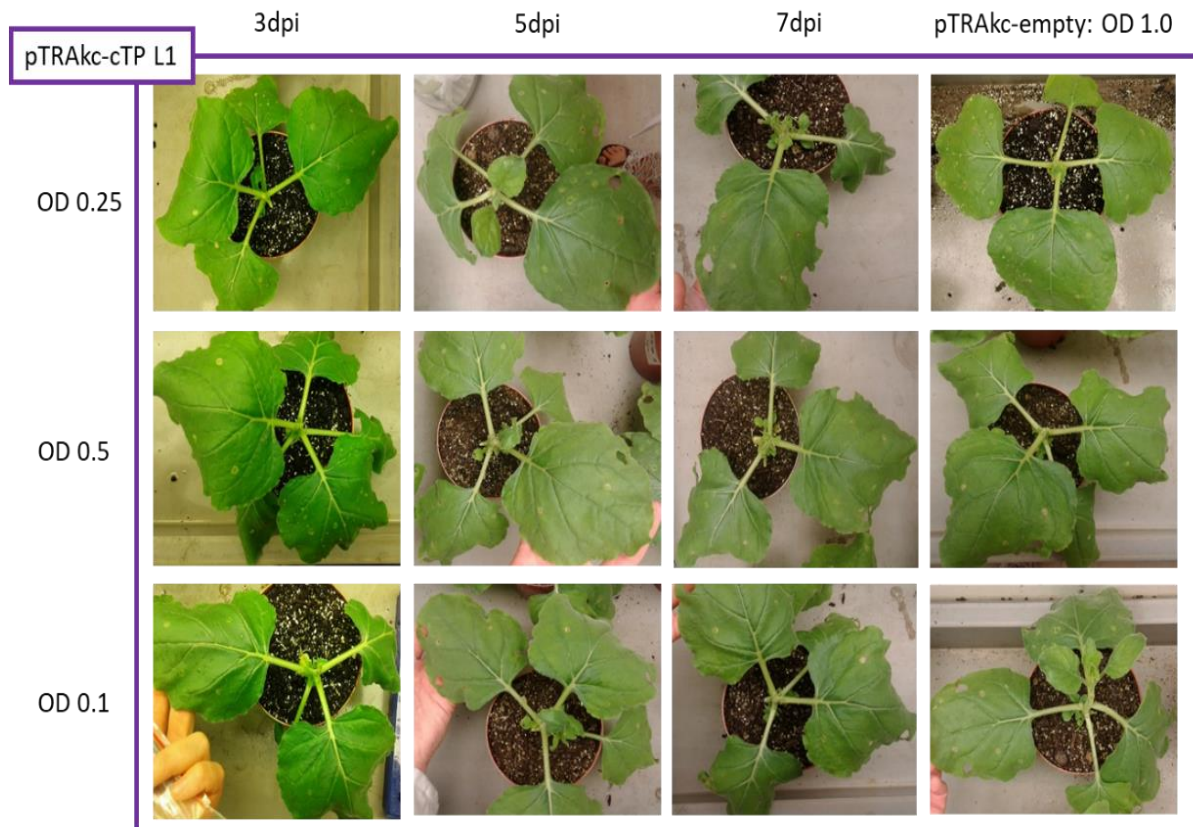 3dpi
5dpi
7dpi
pTRAkc-empty: OD 1.0
pTRAkc-cTP L1
OD 0.25
OD 0.5
OD 0.1